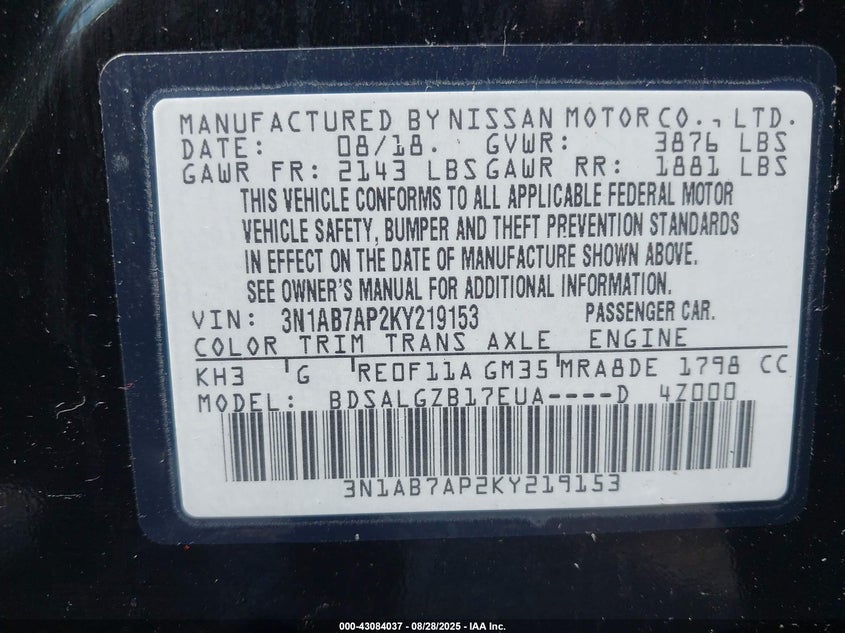 MANUFACTURED BY NISSAN MOTOR CO., LTD.
DATE: 08/18. GVWR: 3876 LBS
GAWR FR: 2143 LBS GAWR RR: 1881 LBS
THIS VEHICLE CONFORMS TO ALL APPLICABLE FEDERAL MOTOR
VEHICLE SAFETY, BUMPER AND THEFT PREVENTION STANDARDS
IN EFFECT ON THE DATE OF MANUFACTURE SHOWN ABOVE.
SEE OWNER'S MANUAL FOR ADDITIONAL INFORMATION.
VIN: 3N1AB7AP2KY219153 PASSENGER CAR.
COLOR TRIM TRANS AXLE ENGINE
KH3 G RE0F11A GM35 MRA8DE 1798 CC
MODEL: BDSALGZB17EUA----D 4Z000
3N1AB7AP2KY219153
000-43084037 - 08/28/2025 - IAA Inc.